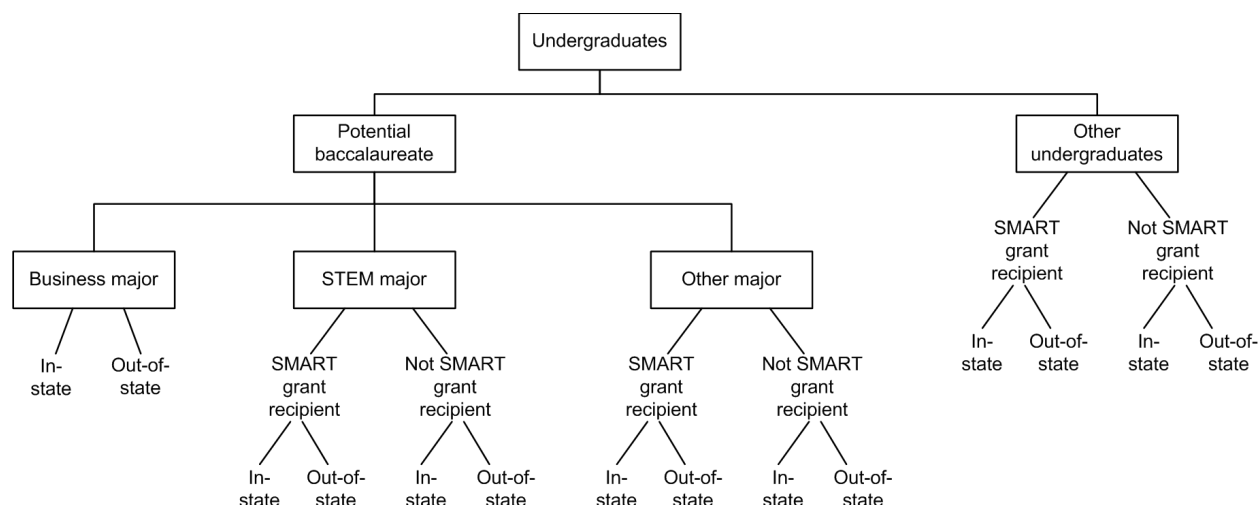 Undergraduates
Potential
baccalaureate
Other
undergraduates
Business major
STEM major
Other major
SMART
grant
recipient
Not SMART
grant
recipient
In-
state
Out-of-
state
In-
state
Out-of-
state
In-
state
Out-of-
state
SMART
grant
recipient
Not SMART
grant
recipient
SMART
grant
recipient
Not SMART
grant
recipient
In-
state
Out-of-
state
In-
state
Out-of-
state
In-
state
Out-of-
state
In-
state
Out-of-
state